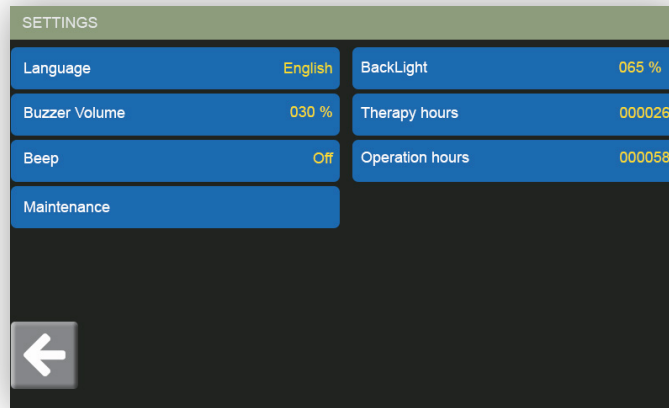 SETTINGS
Language English
Buzzer Volume 030 %
Beep Off
Maintenance
BackLight 065 %
Therapy hours 000026
Operation hours 000058